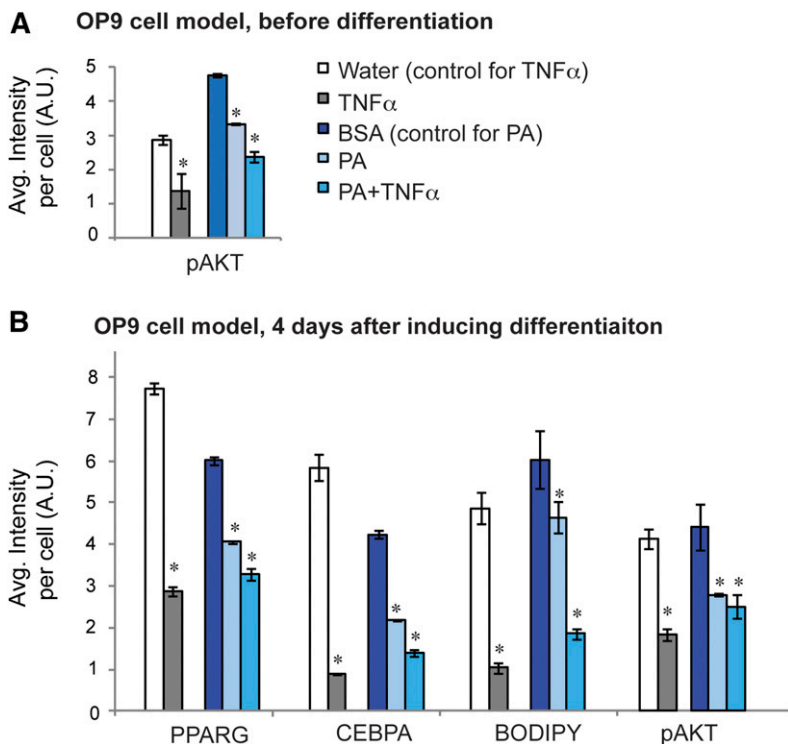 A OP9 cell model, before differentiation
Avg. Intensity
per cell (A.U.)
5
4
3
2
1
0
*
*
*
pAKT
Water (control for TNFα)
TNFα
BSA (control for PA)
PA
PA+TNFα
B OP9 cell model, 4 days after inducing differentiaiton
Avg. Intensity
per cell (A.U.)
8
7
6
5
4
3
2
1
0
* * *
* * *
* * *
* * *
PPARG CEBPA BODIPY pAKT